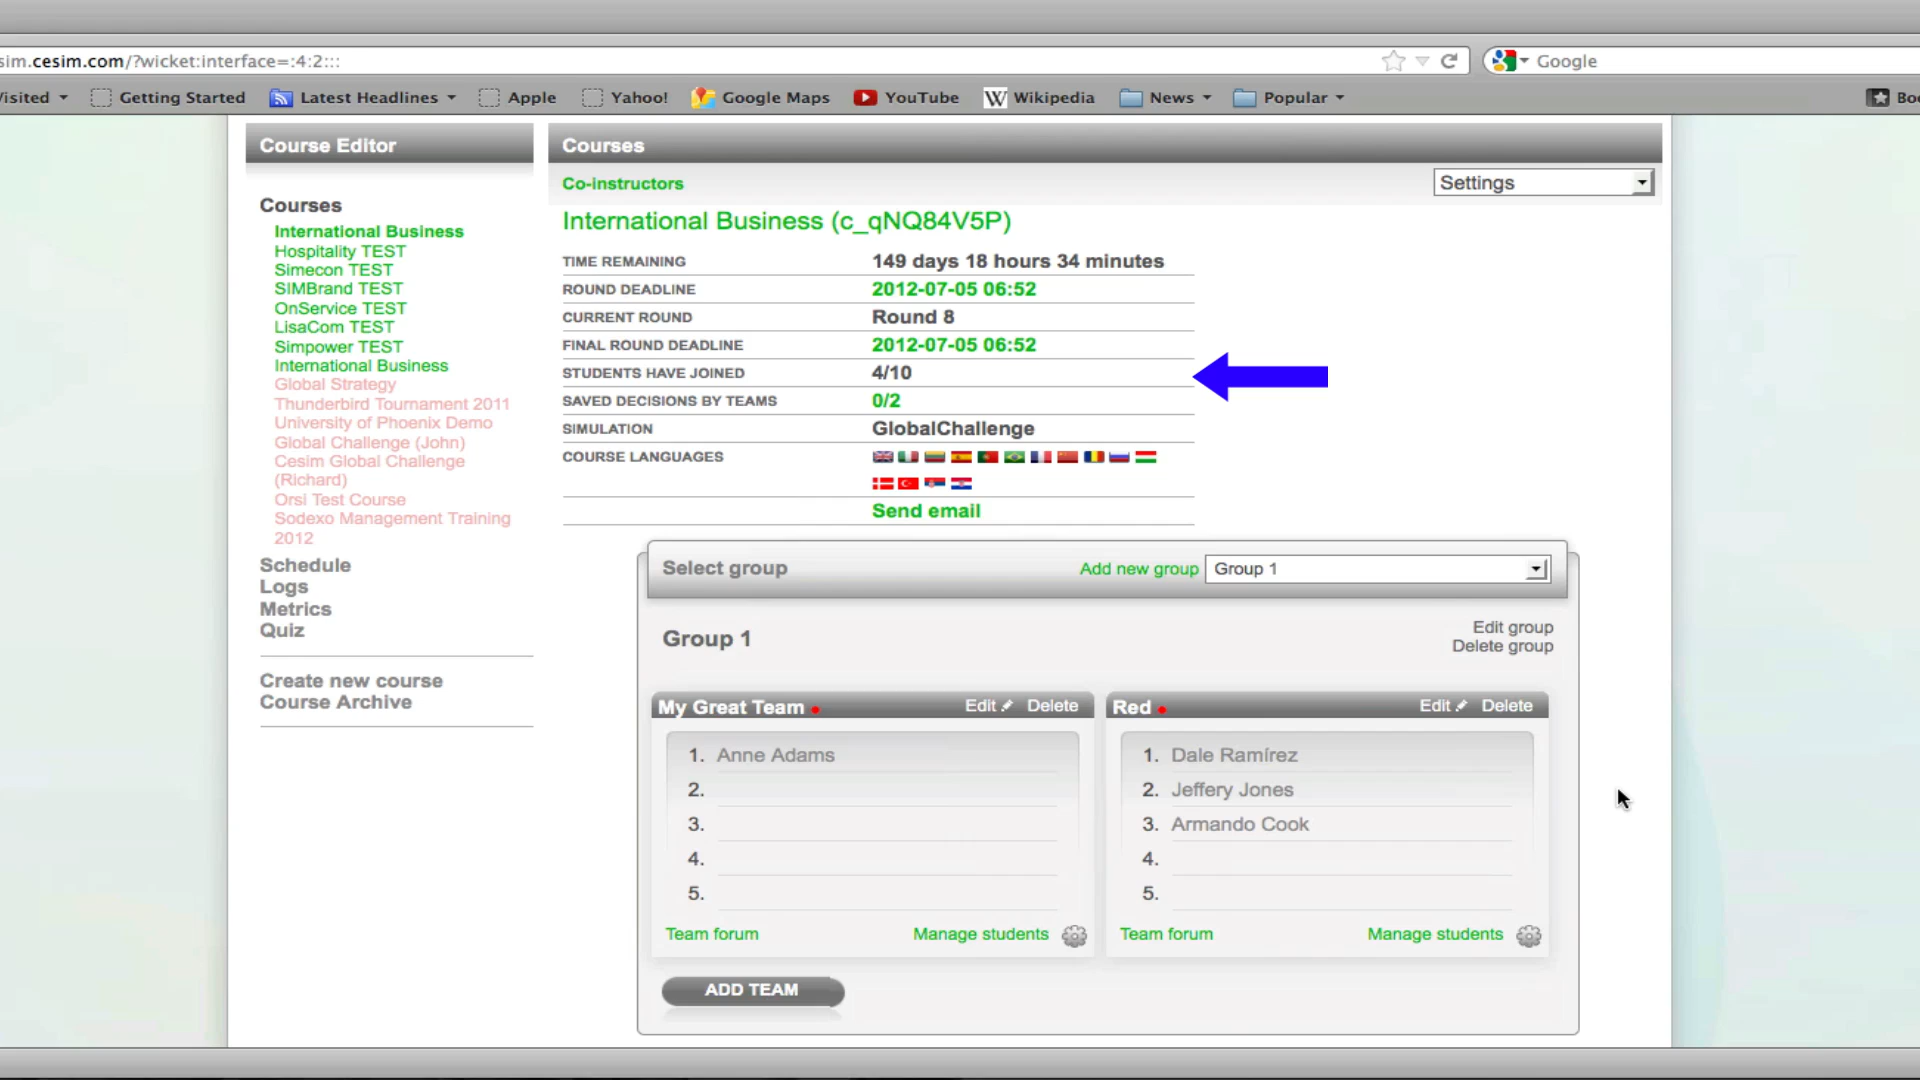 sim.cesim.com/?wicket:interface=:4:2:::
Google
Visited
Getting Started
Latest Headlines
Apple
Yahoo!
Google Maps
YouTube
Wikipedia
News
Popular
Course Editor
Courses
International Business
Hospitality TEST
Simecon TEST
SIMBrand TEST
OnService TEST
LisaCom TEST
Simpower TEST
International Business
Global Strategy
Thunderbird Tournament 2011
University of Phoenix Demo
Global Challenge (John)
Cesim Global Challenge
(Richard)
Orsi Test Course
Sodexo Management Training
2012
Schedule
Logs
Metrics
Quiz
Create new course
Course Archive
Courses
Co-instructors
Settings
International Business (c_qNQ84V5P)
TIME REMAINING 149 days 18 hours 34 minutes
ROUND DEADLINE 2012-07-05 06:52
CURRENT ROUND Round 8
FINAL ROUND DEADLINE 2012-07-05 06:52
STUDENTS HAVE JOINED 4/10
SAVED DECISIONS BY TEAMS 0/2
SIMULATION GlobalChallenge
COURSE LANGUAGES
Send email
Select group Add new group Group 1
Group 1
Edit group
Delete group
My Great Team Edit Delete
1. Anne Adams
2.
3.
4.
5.
Team forum Manage students
Red Edit Delete
1. Dale Ramírez
2. Jeffery Jones
3. Armando Cook
4.
5.
Team forum Manage students
ADD TEAM